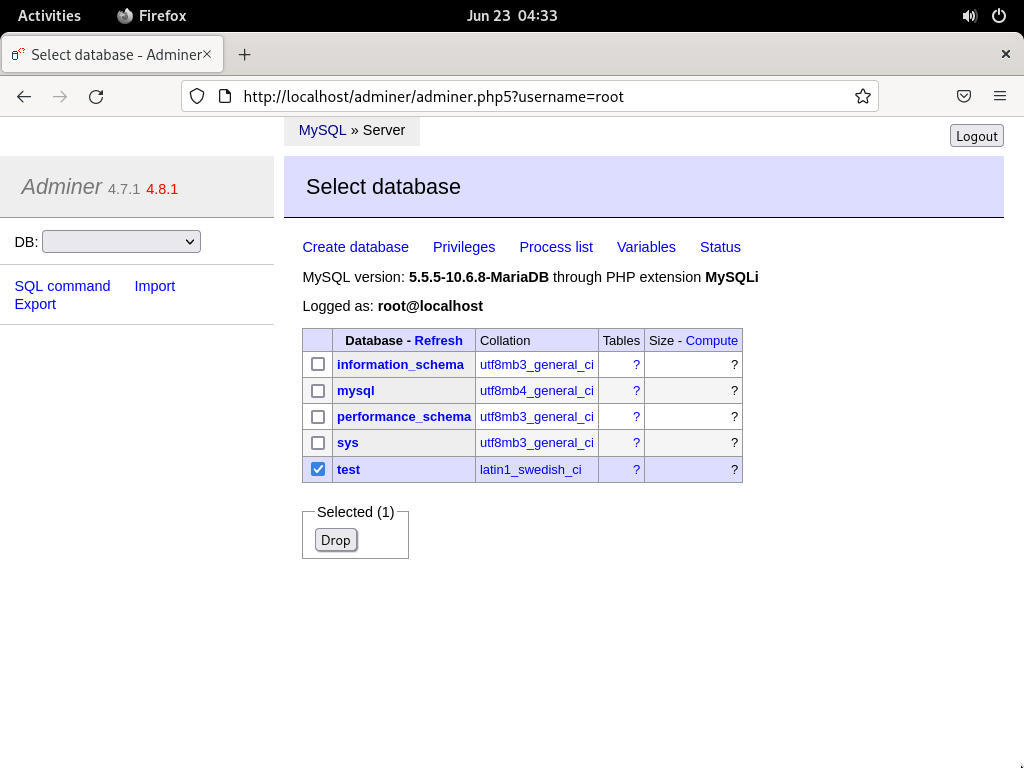 Activities Firefox Jun 23 04:33
Select database - Adminer
http://localhost/adminer/adminer.php5?username=root
MySQL » Server
Logout
Adminer 4.7.1 4.8.1
Select database
DB:
SQL command Import
Export
Create database Privileges Process list Variables Status
MySQL version: 5.5.5-10.6.8-MariaDB through PHP extension MySQLi
Logged as: root@localhost
Database - Refresh Collation Tables Size - Compute
information_schema utf8mb3_general_ci ? ?
mysql utf8mb4_general_ci ? ?
performance_schema utf8mb3_general_ci ? ?
sys utf8mb3_general_ci ? ?
test latin1_swedish_ci ? ?
Selected (1)
Drop